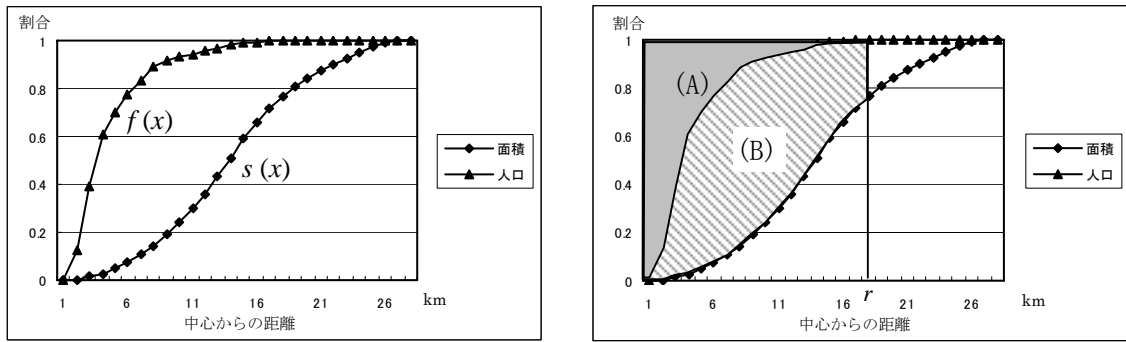 割合
1
0.8
0.6
0.4
0.2
0
f (x)
s (x)
1 6 11 16 21 26 km
中心からの距離
面積
人口
割合
1
0.8
0.6
0.4
0.2
0
(A)
(B)
1 6 11 16 r 21 26 km
中心からの距離
面積
人口